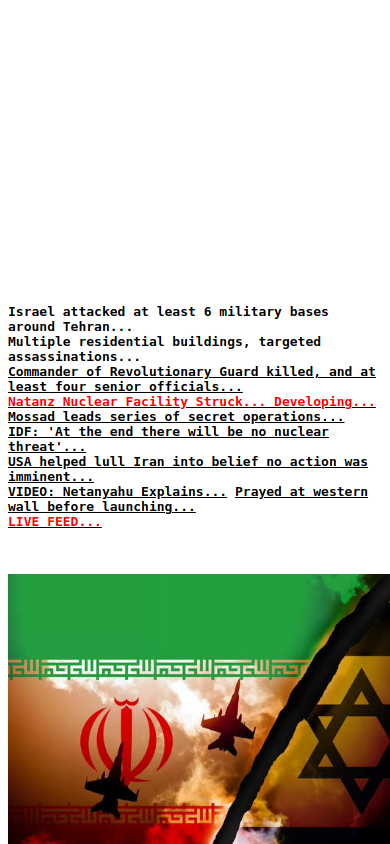 Israel attacked at least 6 military bases
around Tehran...
Multiple residential buildings, targeted
assassinations...
Commander of Revolutionary Guard killed, and at
least four senior officials...
Natanz Nuclear Facility Struck... Developing...
Mossad leads series of secret operations...
IDF: 'At the end there will be no nuclear
threat'...
USA helped lull Iran into belief no action was
imminent...
VIDEO: Netanyahu Explains... Prayed at western
wall before launching...
LIVE FEED...